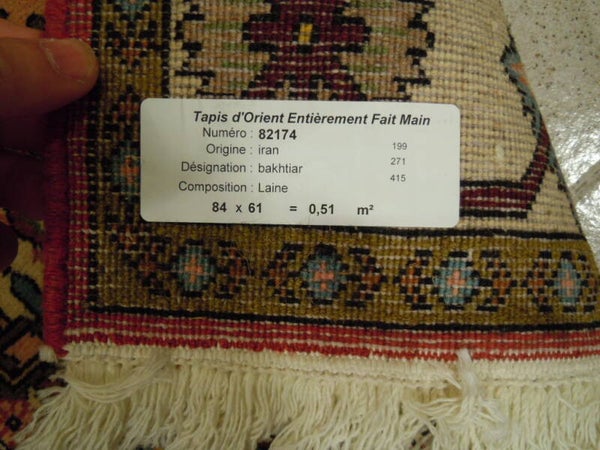 Tapis d'Orient Entièrement Fait Main
Numéro : 82174
Origine : iran 199
Désignation : bakhtiar 271
Composition : Laine 415
84 x 61 = 0,51 m²